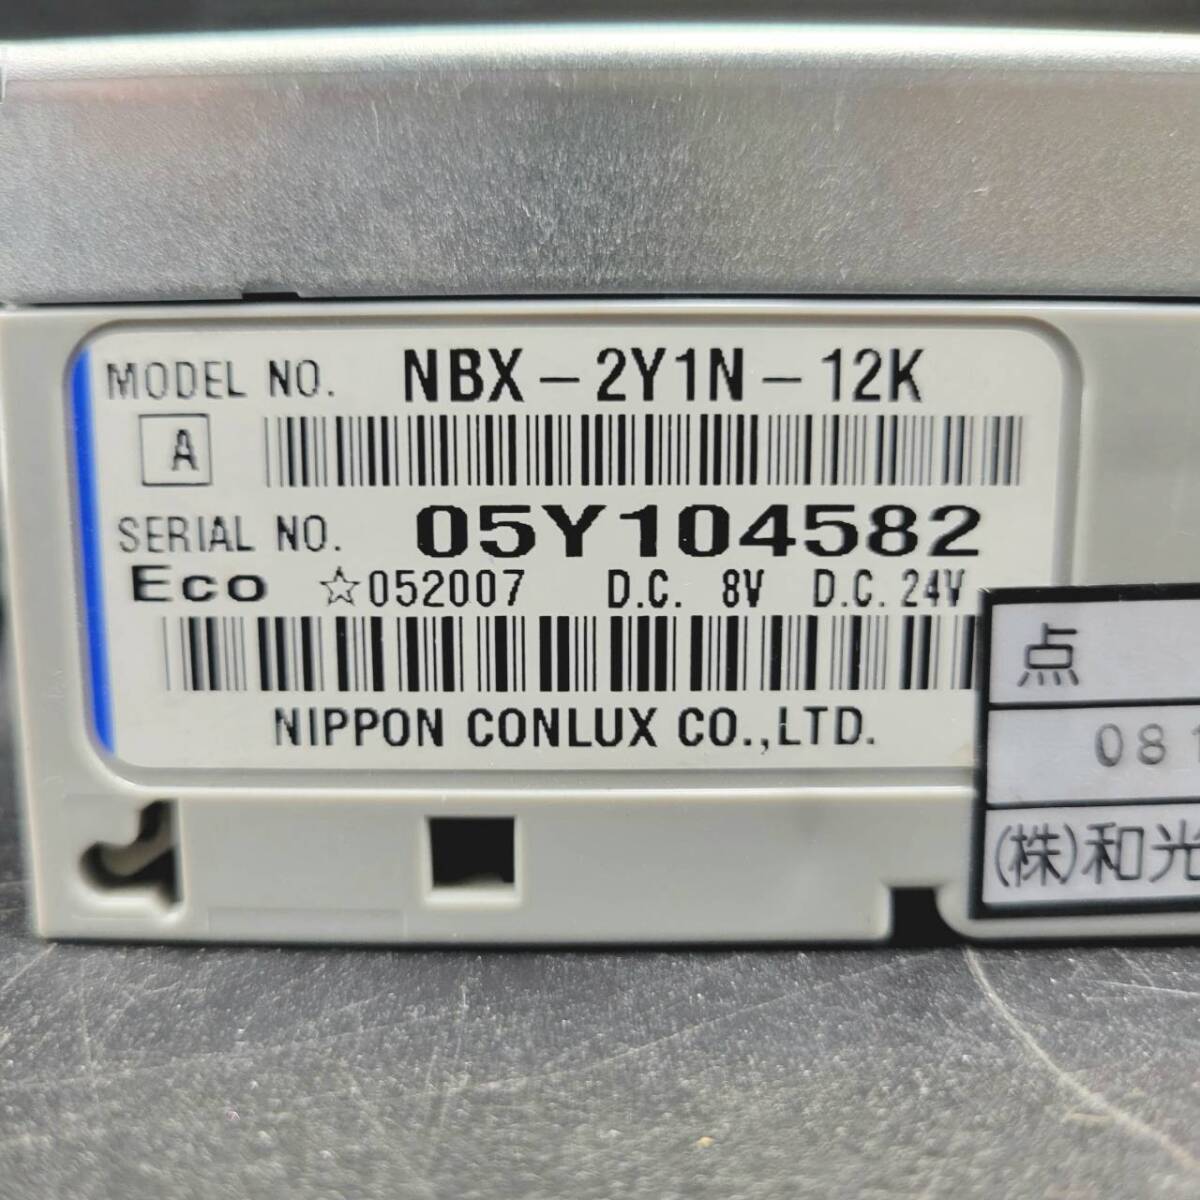 MODEL NO. NBX-2Y1N-12K
A
SERIAL NO. 05Y104582
Eco ☆052007 D.C. 8V D.C. 24V
NIPPON CONLUX CO.,LTD.
点
081
(株)和光